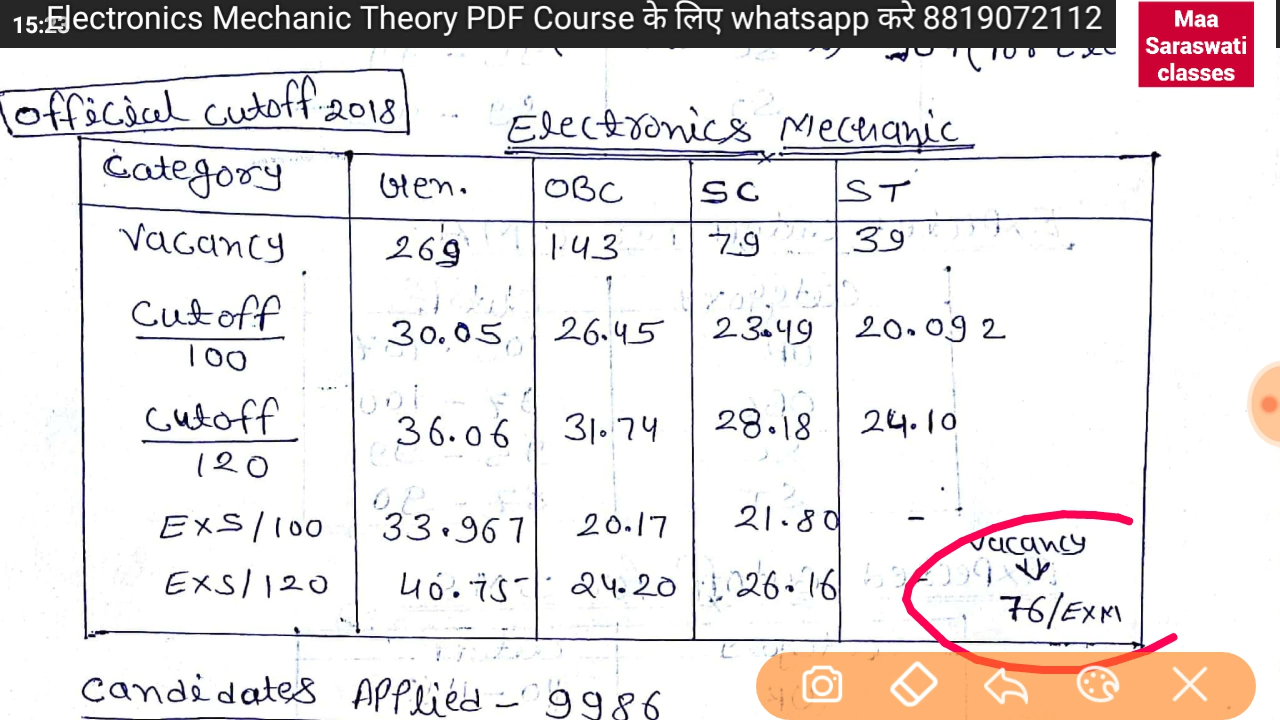 15:23
Electronics Mechanic Theory PDF Course के लिए whatsapp करे 8819072112
Maa
Saraswati
classes
Official cutoff 2018
Electronics Mechanic
Category Gen. OBC SC ST
Vacancy 269 143 79 39
Cutoff/100 30.05 26.45 23.49 20.092
Cutoff/120 36.06 31.74 28.18 24.10
EXS/100 33.967 20.17 21.80 -
EXS/120 40.75 24.20 26.16 -
Vacancy
76/EXM
Candidates Applied - 9986